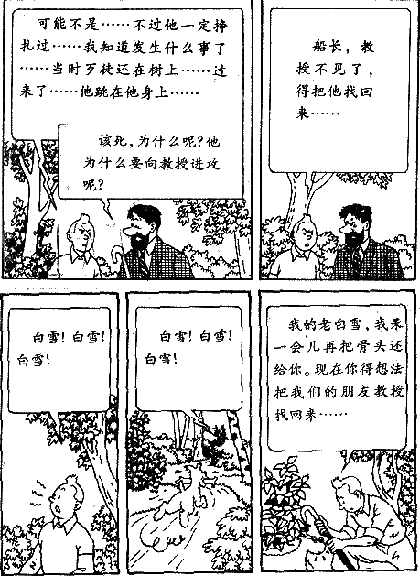 可能不是……不过他一定挣
扎过……我知道发生什么事了
……当时歹徒还在树上……过
来了……他跳在他身上……
该死,为什么呢?他
为什么要向教授进攻
呢?
船长,教
授不见了,
得把他找回
来……
白雪!白雪!
白雪!
白雪!白雪!
白雪!
我的老白雪,我来
一会儿再把骨头还
给你。现在你得想法
把我们的朋友教授
找回来……